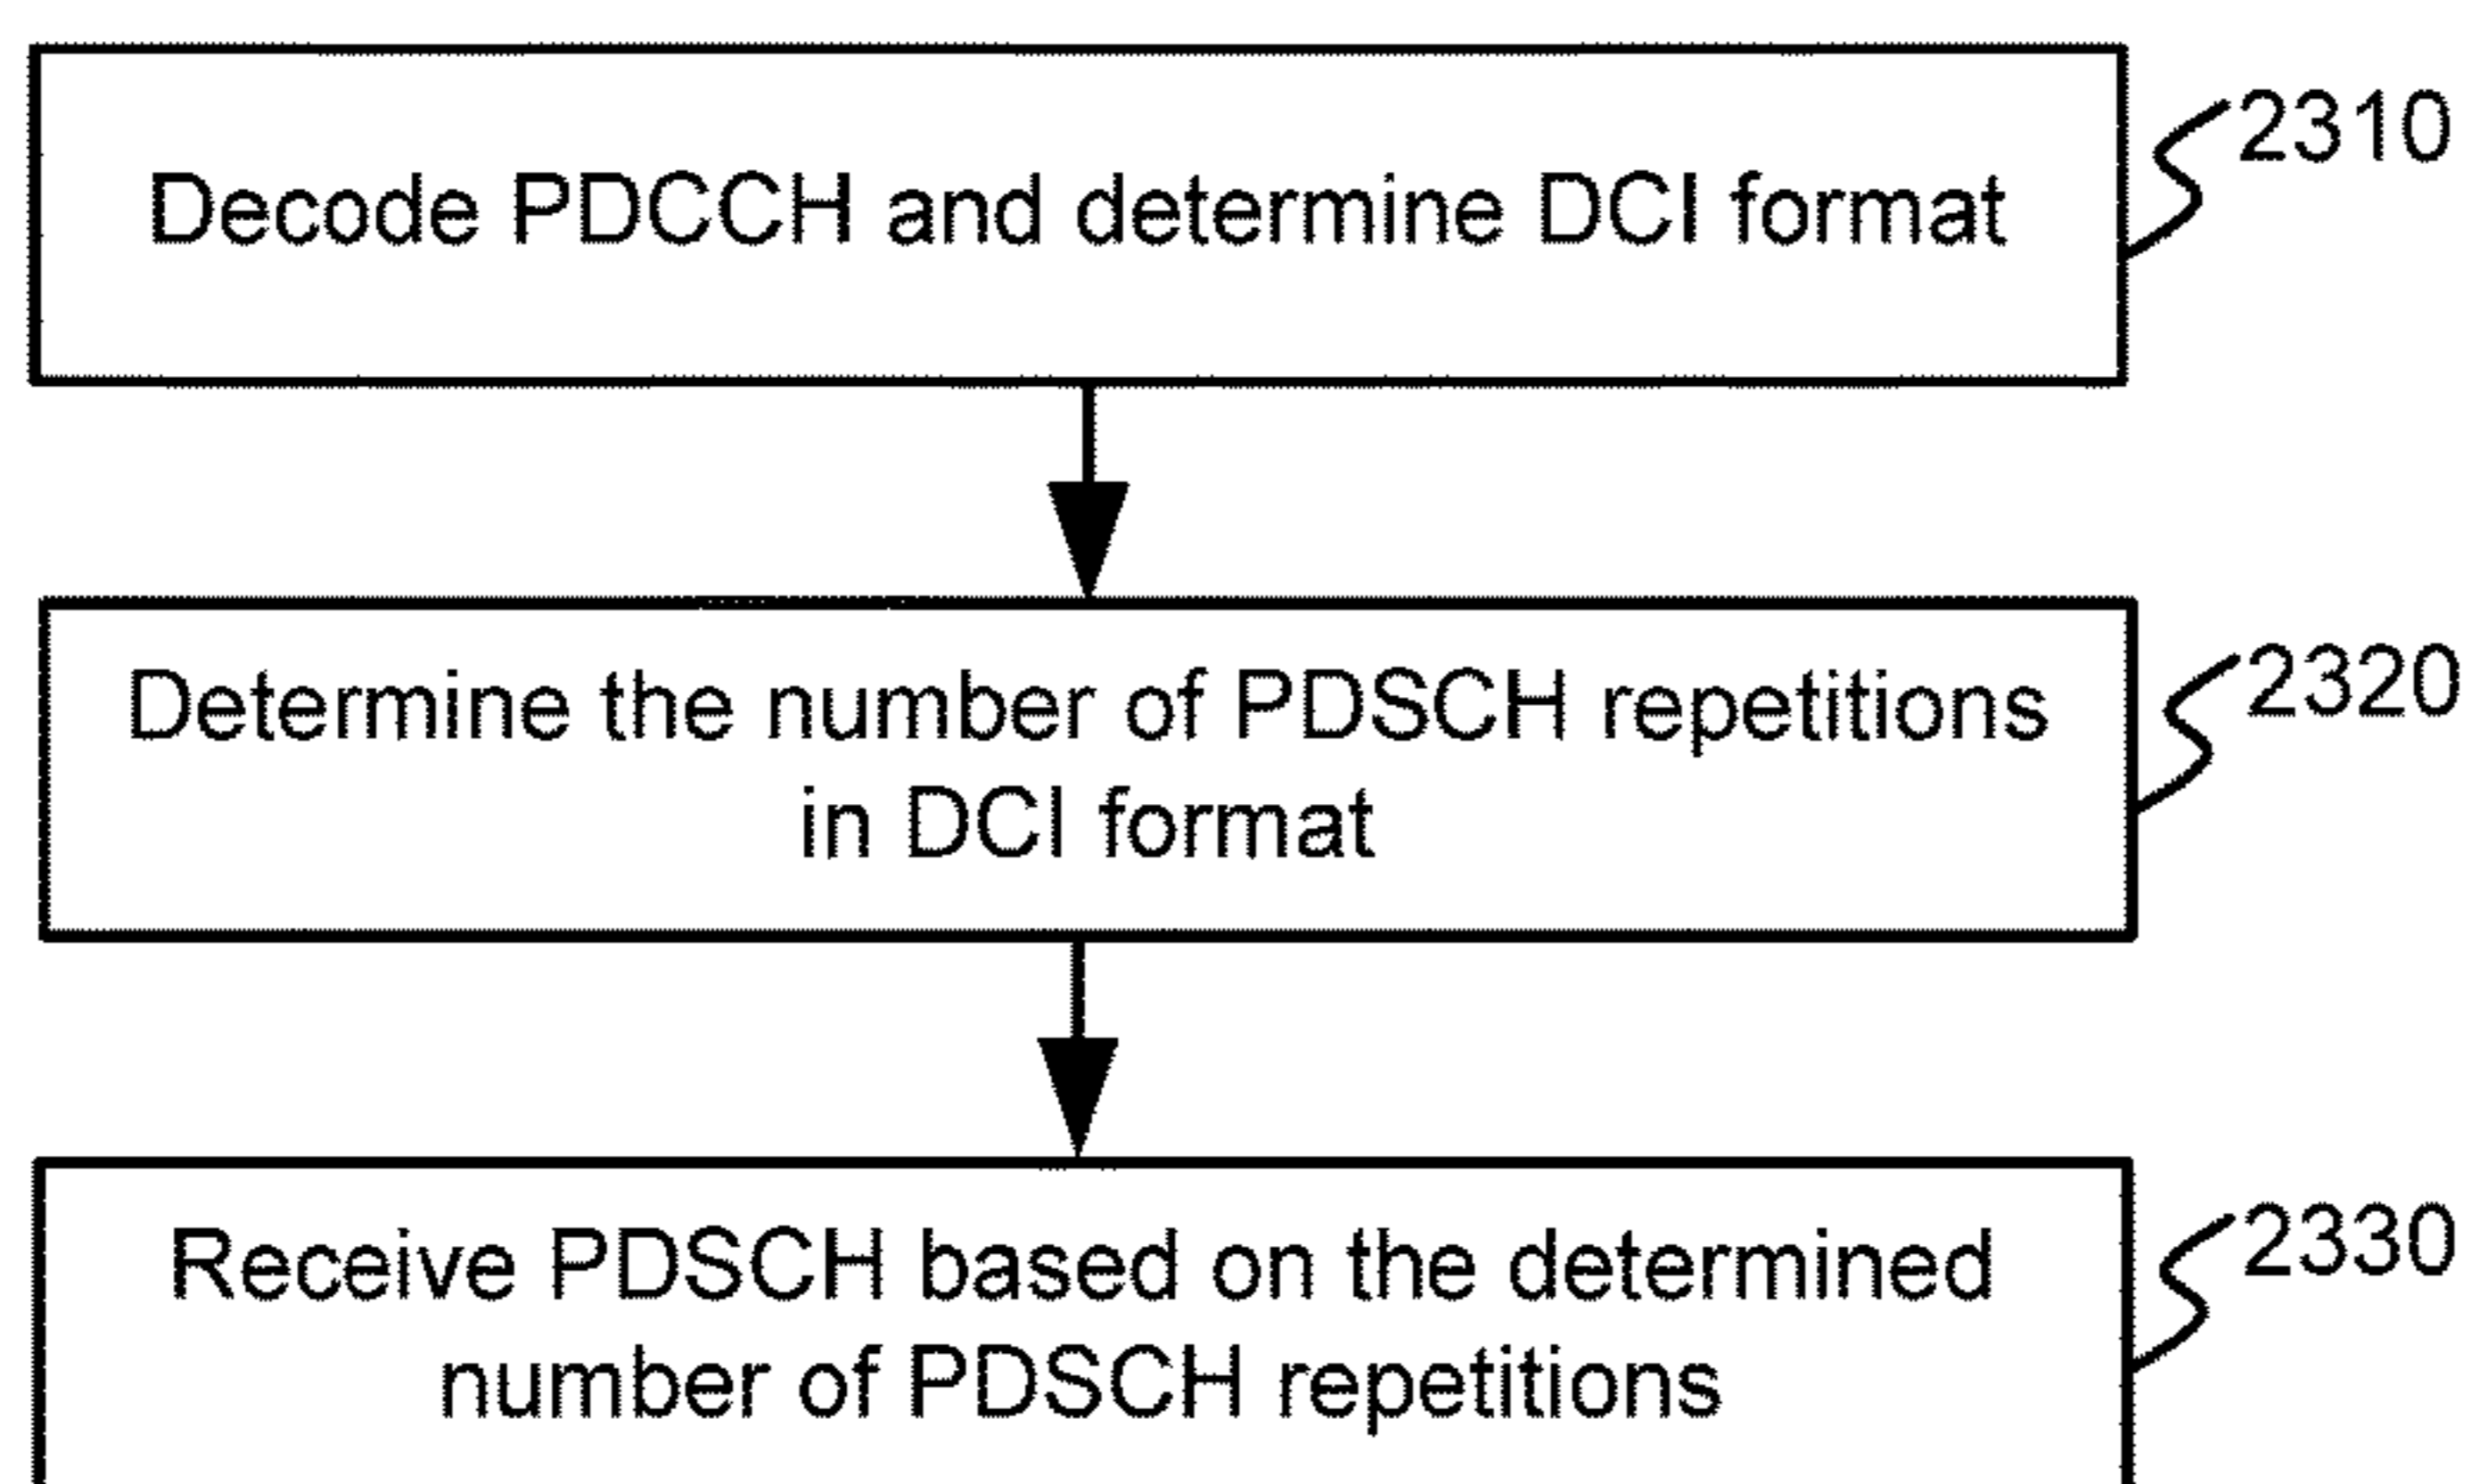 Decode PDCCH and determine DCI format
2310
Determine the number of PDSCH repetitions
in DCI format
2320
Receive PDSCH based on the determined
number of PDSCH repetitions
2330